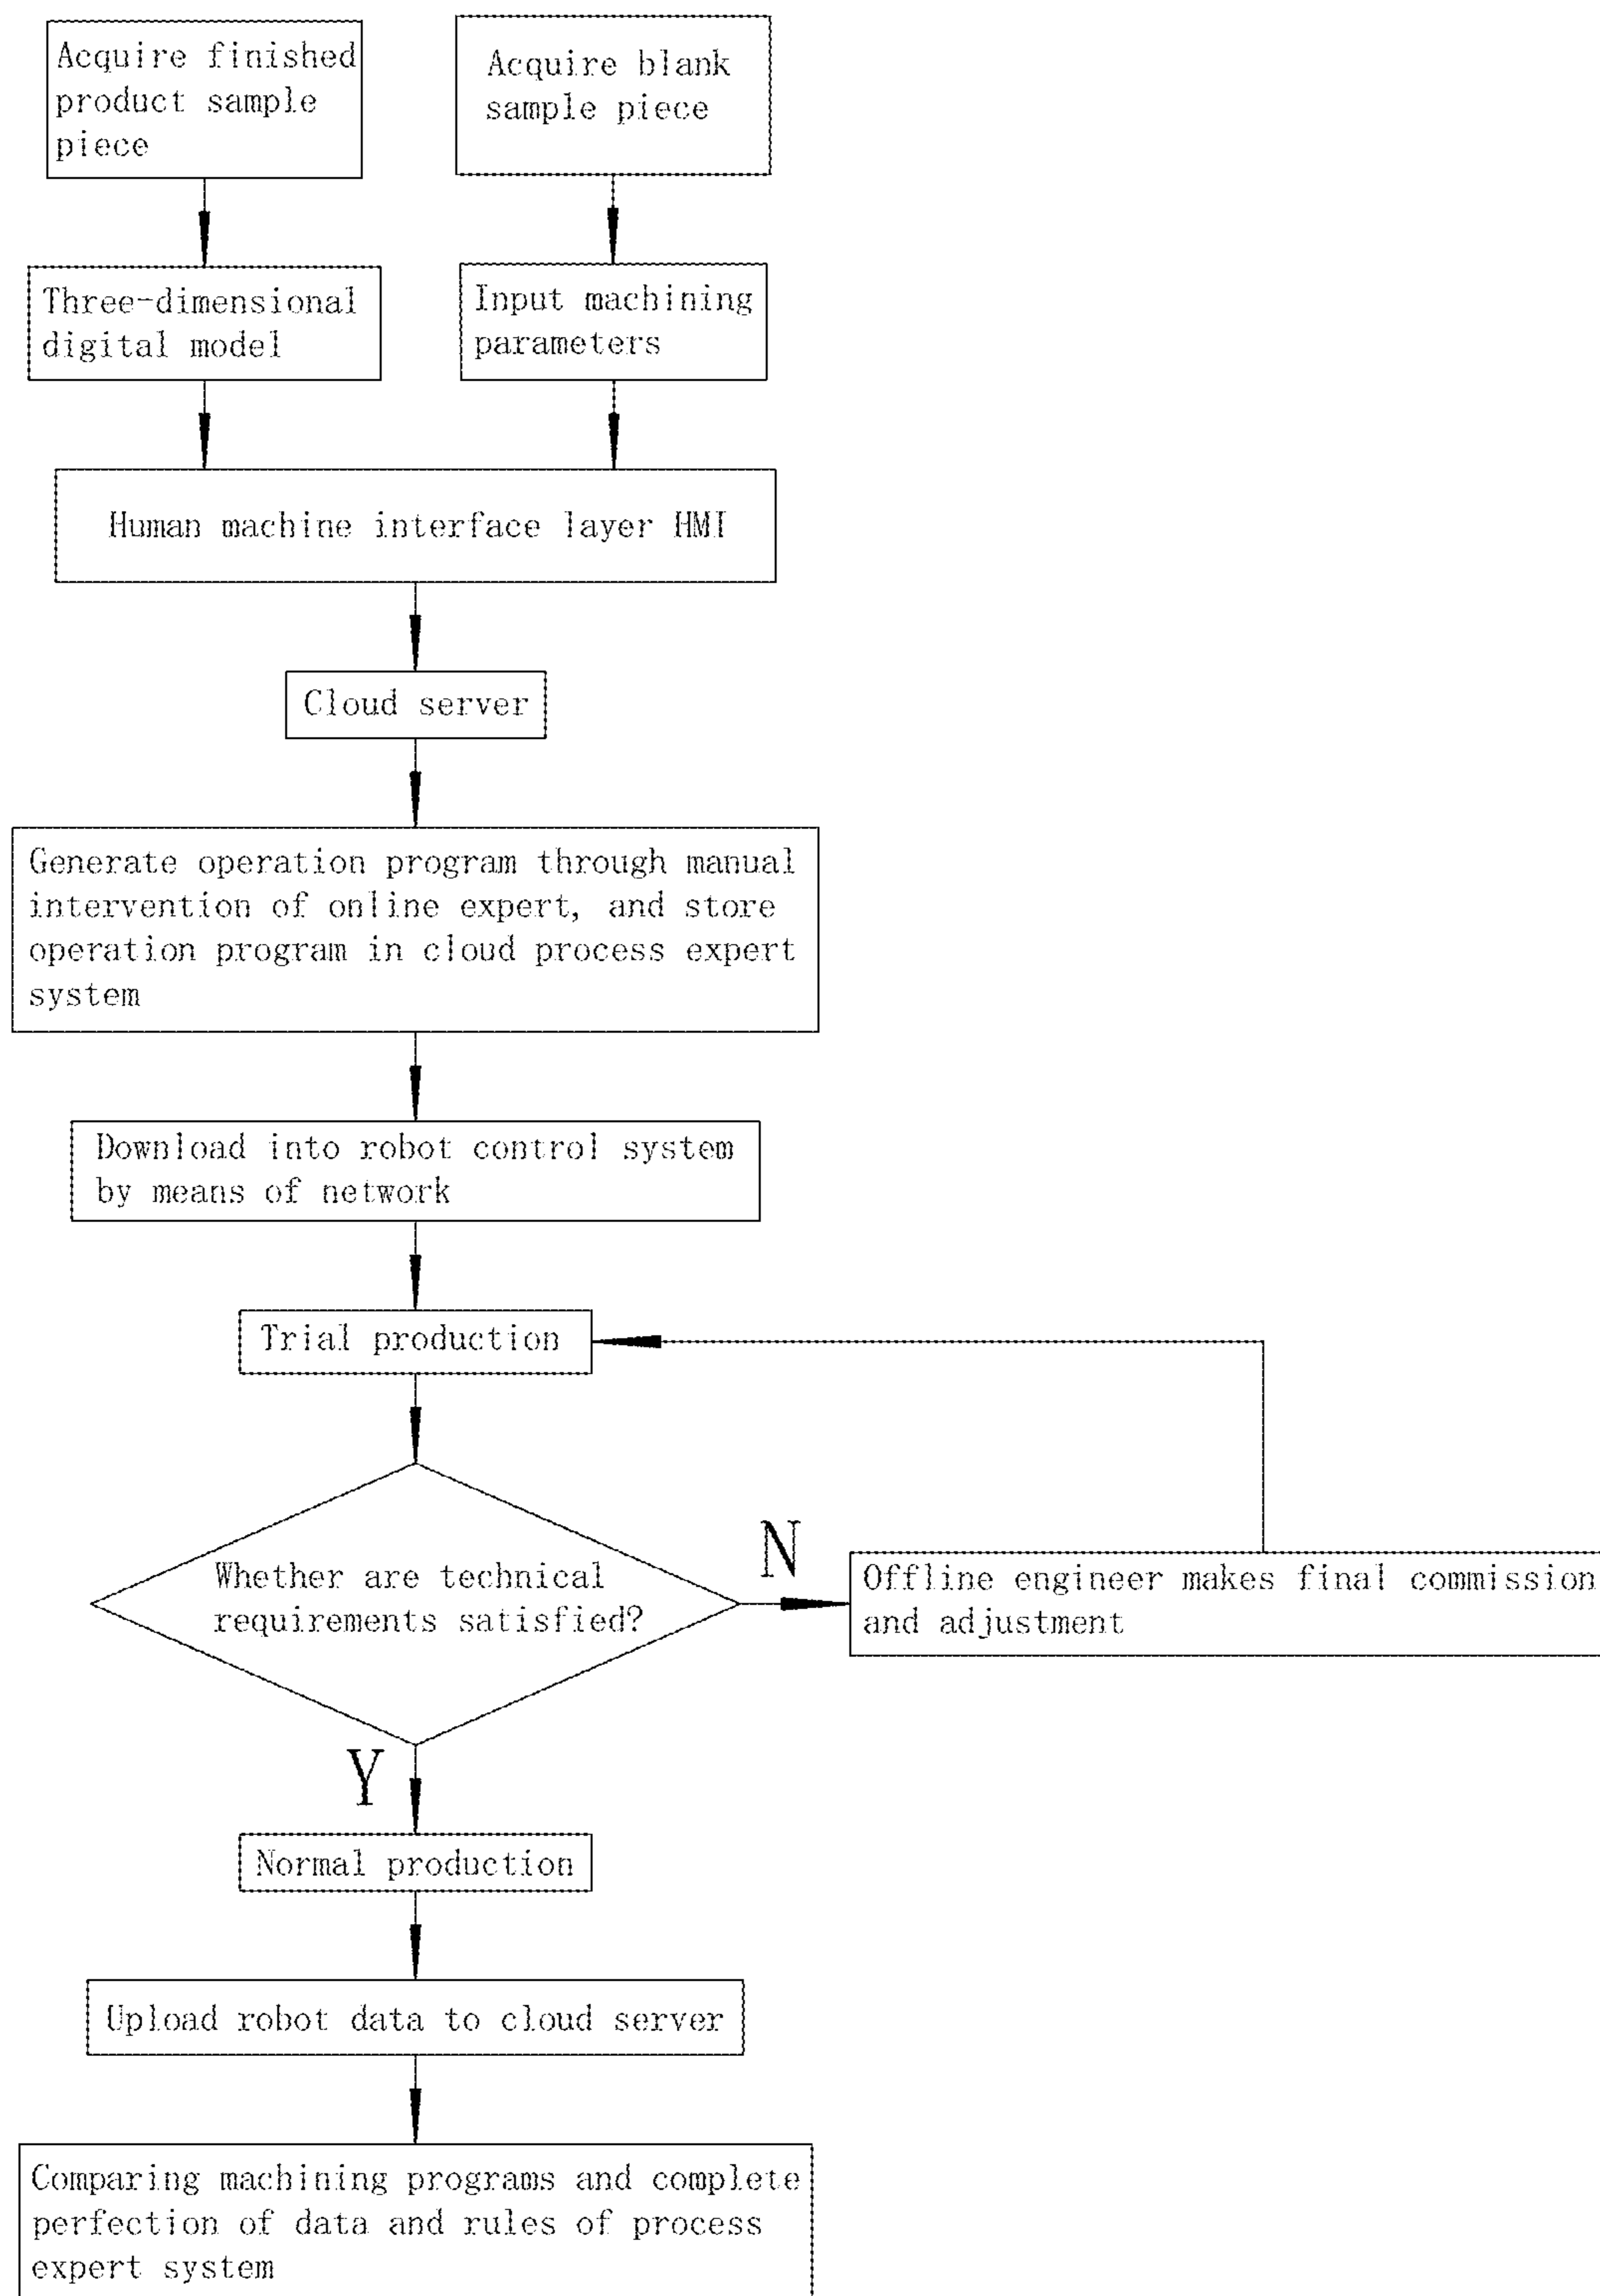 Acquire finished
product sample
piece
Acquire blank
sample piece
Three-dimensional
digital model
Input machining
parameters
Human machine interface layer HMI
Cloud server
Generate operation program through manual
intervention of online expert, and store
operation program in cloud process expert
system
Download into robot control system
by means of network
Trial production
Whether are technical
requirements satisfied?
N
Offline engineer makes final commission
and adjustment
Y
Normal production
Upload robot data to cloud server
Comparing machining programs and complete
perfection of data and rules of process
expert system